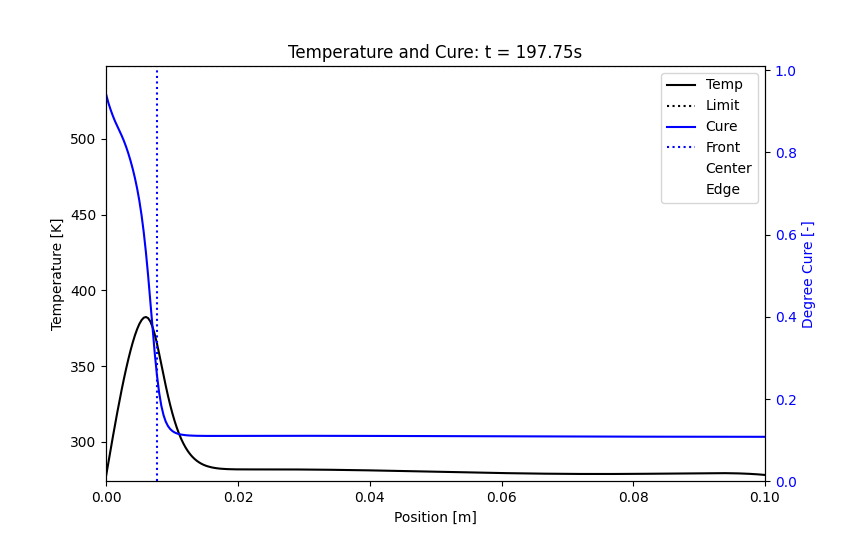 Temperature and Cure: t = 197.75s
Temp
Limit
Cure
Front
Center
Edge
Temperature [K]
500
450
400
350
300
Degree Cure [-]
1.0
0.8
0.6
0.4
0.2
0.0
0.00 0.02 0.04 0.06 0.08 0.10
Position [m]